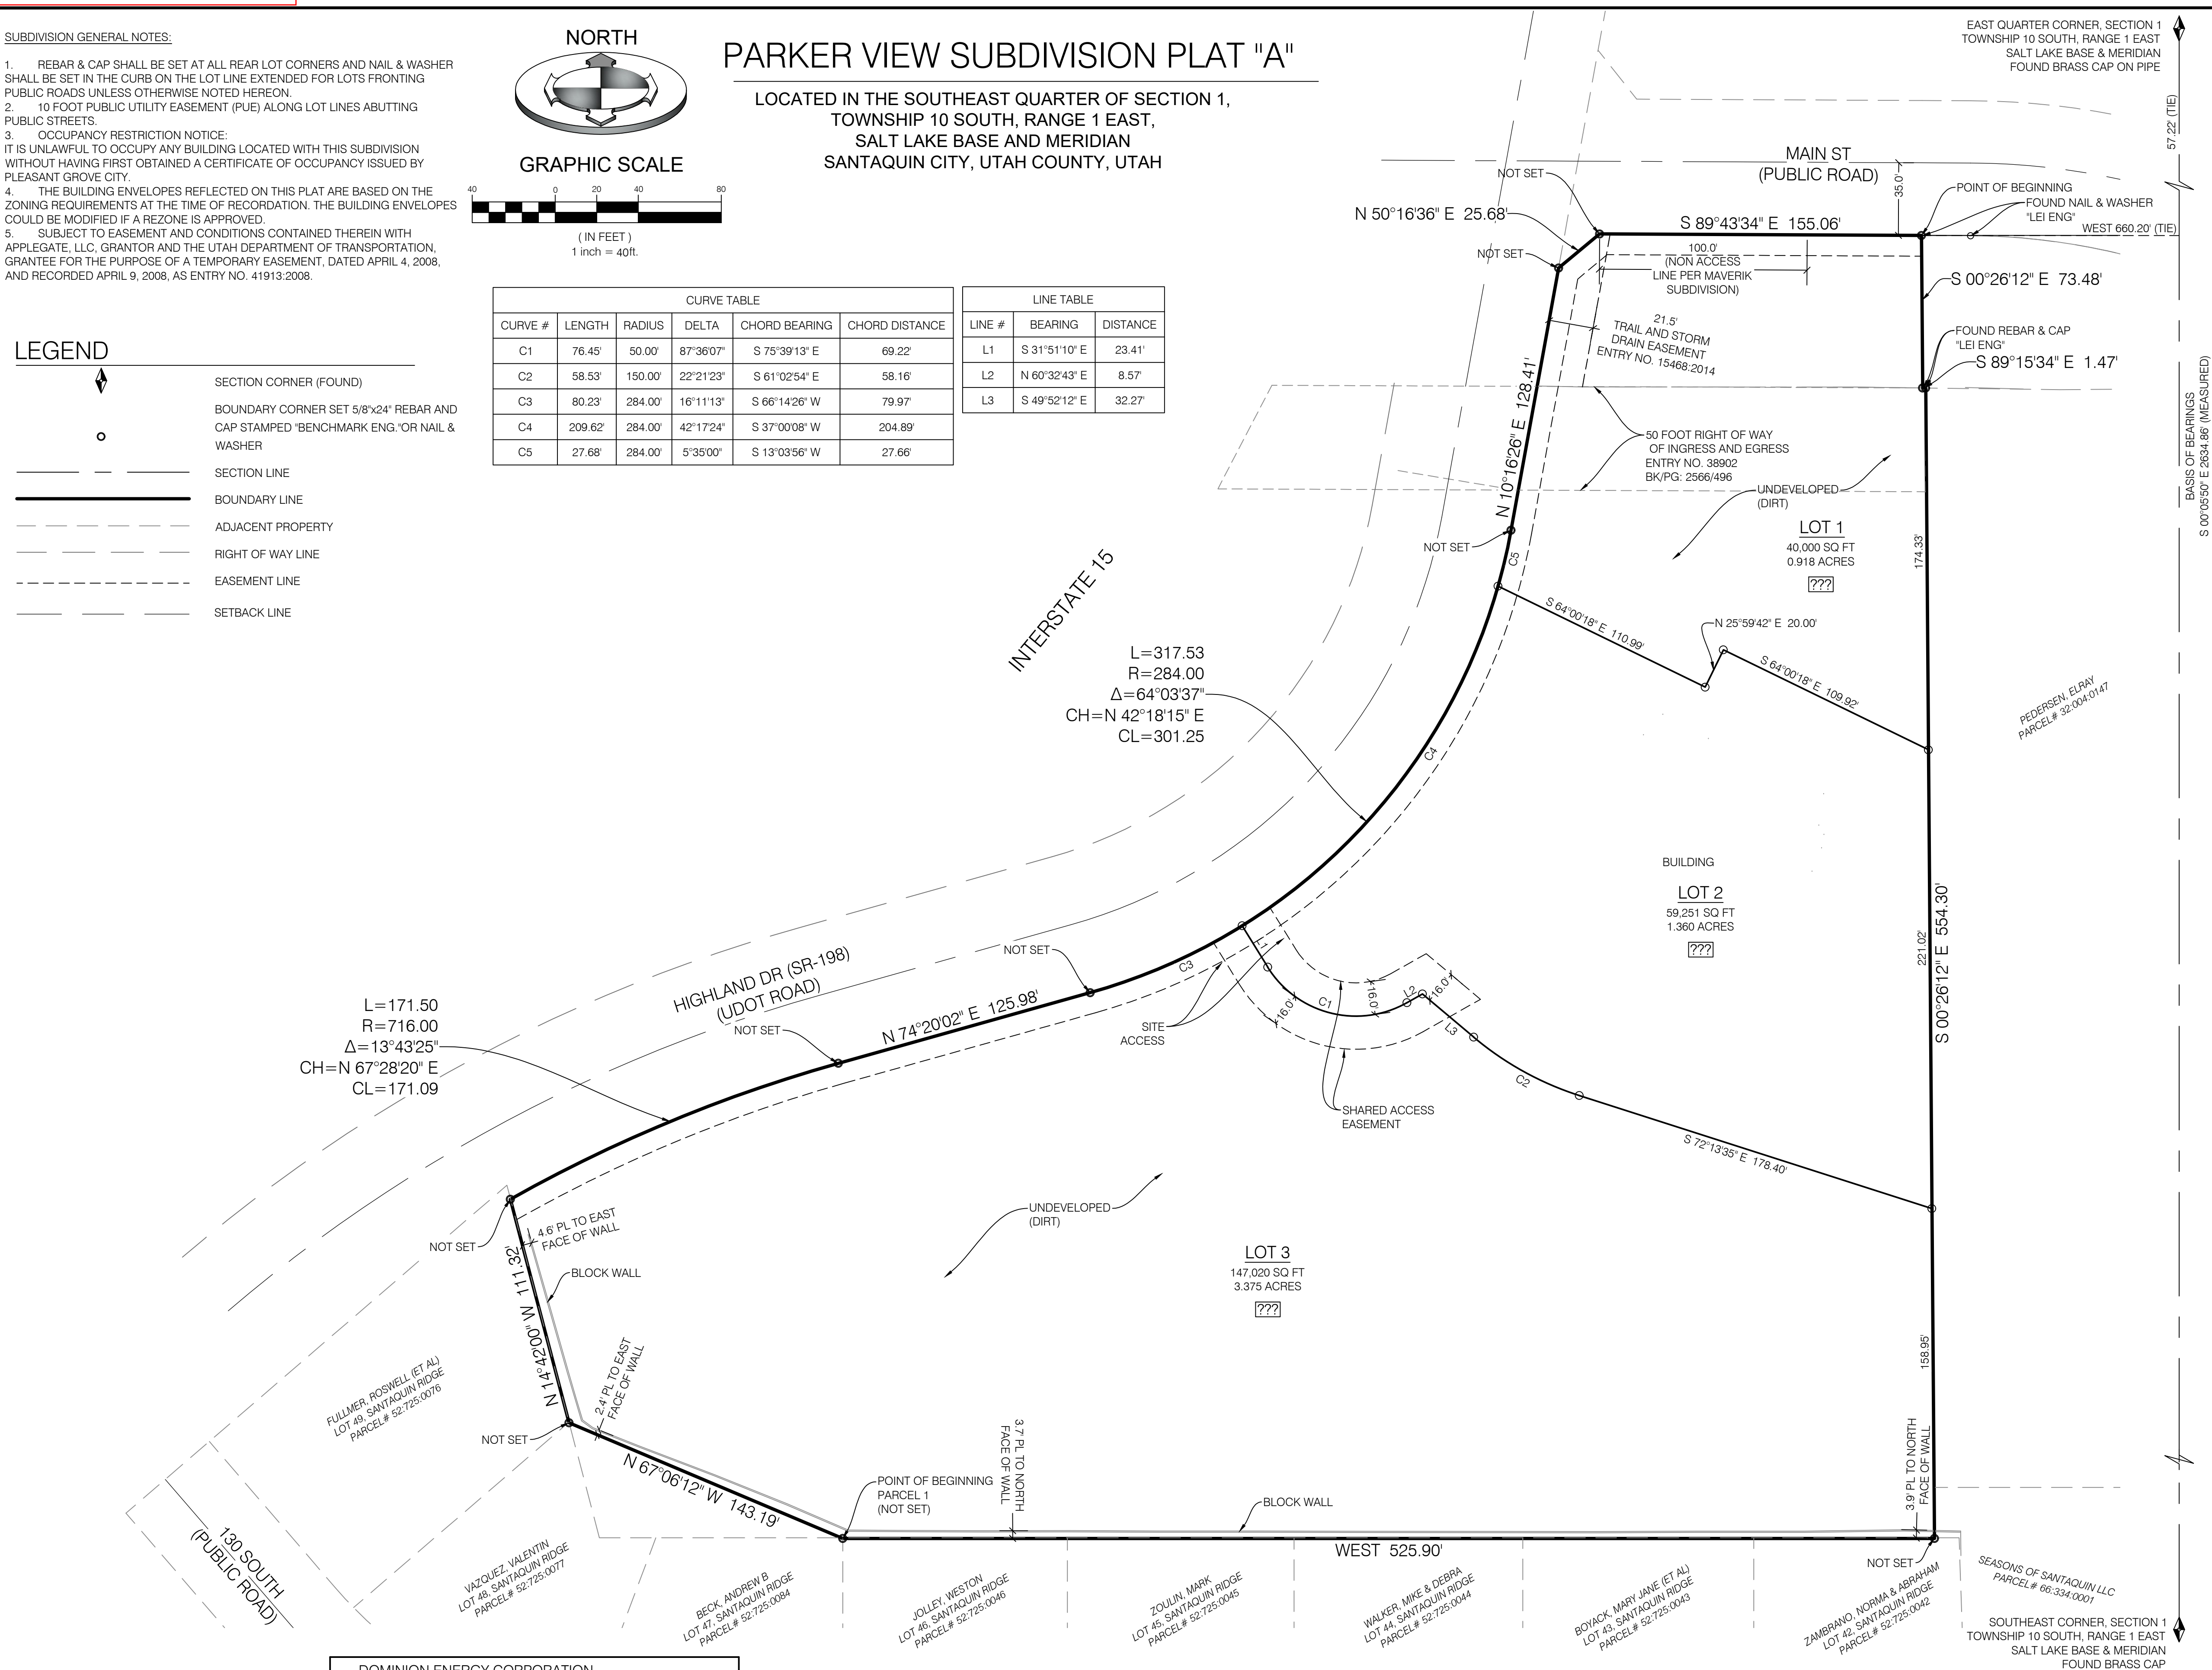 SUBDIVISION GENERAL NOTES:
1. REBAR & CAP SHALL BE SET AT ALL REAR LOT CORNERS AND NAIL & WASHER
SHALL BE SET IN THE CURB ON THE LOT LINE EXTENDED FOR LOTS FRONTING
PUBLIC ROADS UNLESS OTHERWISE NOTED HEREON.
2. 10 FOOT PUBLIC UTILITY EASEMENT (PUE) ALONG LOT LINES ABUTTING
PUBLIC STREETS.
3. OCCUPANCY RESTRICTION NOTICE:
IT IS UNLAWFUL TO OCCUPY ANY BUILDING LOCATED WITH THIS SUBDIVISION
WITHOUT HAVING FIRST OBTAINED A CERTIFICATE OF OCCUPANCY ISSUED BY
PLEASANT GROVE CITY.
4. THE BUILDING ENVELOPES REFLECTED ON THIS PLAT ARE BASED ON THE
ZONING REQUIREMENTS AT THE TIME OF RECORDATION. THE BUILDING ENVELOPES
COULD BE MODIFIED IF A REZONE IS APPROVED.
5. SUBJECT TO EASEMENT AND CONDITIONS CONTAINED THEREIN WITH
APPLEGATE, LLC, GRANTOR AND THE UTAH DEPARTMENT OF TRANSPORTATION,
GRANTEE FOR THE PURPOSE OF A TEMPORARY EASEMENT, DATED APRIL 4, 2008,
AND RECORDED APRIL 9, 2008, AS ENTRY NO. 41913:2008.
LEGEND
SECTION CORNER (FOUND)
BOUNDARY CORNER SET 5/8"x24" REBAR AND
CAP STAMPED "BENCHMARK ENG."OR NAIL &
WASHER
SECTION LINE
BOUNDARY LINE
ADJACENT PROPERTY
RIGHT OF WAY LINE
EASEMENT LINE
SETBACK LINE
NORTH
GRAPHIC SCALE
40 0 20 40 80
( IN FEET )
1 inch = 40ft.
PARKER VIEW SUBDIVISION PLAT "A"
LOCATED IN THE SOUTHEAST QUARTER OF SECTION 1,
TOWNSHIP 10 SOUTH, RANGE 1 EAST,
SALT LAKE BASE AND MERIDIAN
SANTAQUIN CITY, UTAH COUNTY, UTAH
CURVE TABLE
CURVE # LENGTH RADIUS DELTA CHORD BEARING CHORD DISTANCE
C1 76.45' 50.00' 87°36'07" S 75°39'13" E 69.22'
C2 58.53' 150.00' 22°21'23" S 61°02'54" E 58.16'
C3 80.23' 284.00' 16°11'13" S 66°14'26" W 79.97'
C4 209.62' 284.00' 42°17'24" S 37°00'08" W 204.89'
C5 27.68' 284.00' 5°35'00" S 13°03'56" W 27.66'
LINE TABLE
LINE # BEARING DISTANCE
L1 S 31°51'10" E 23.41'
L2 N 60°32'43" E 8.57'
L3 S 49°52'12" E 32.27'
EAST QUARTER CORNER, SECTION 1
TOWNSHIP 10 SOUTH, RANGE 1 EAST
SALT LAKE BASE & MERIDIAN
FOUND BRASS CAP ON PIPE
57.22' (TIE)
MAIN ST
(PUBLIC ROAD)
35.0'
NOT SET
POINT OF BEGINNING
FOUND NAIL & WASHER
"LEI ENG"
WEST 660.20' (TIE)
N 50°16'36" E 25.68'
S 89°43'34" E 155.06'
NOT SET
100.0'
(NON ACCESS
LINE PER MAVERIK
SUBDIVISION)
S 00°26'12" E 73.48'
21.5'
TRAIL AND STORM
DRAIN EASEMENT
ENTRY NO. 15468:2014
FOUND REBAR & CAP
"LEI ENG"
S 89°15'34" E 1.47'
N 10°16'26" E 128.41'
BASIS OF BEARINGS
S 00°05'50" E 2634.86' (MEASURED)
50 FOOT RIGHT OF WAY
OF INGRESS AND EGRESS
ENTRY NO. 38902
BK/PG: 2566/496
UNDEVELOPED
(DIRT)
LOT 1
40,000 SQ FT
0.918 ACRES
???
174.33'
NOT SET
C5
INTERSTATE 15
S 64°00'18" E 110.99'
N 25°59'42" E 20.00'
S 64°00'18" E 109.92'
L=317.53
R=284.00
Δ=64°03'37"
CH=N 42°18'15" E
CL=301.25
PEDERSEN, ELRAY
PARCEL# 32:004:0147
C4
BUILDING
LOT 2
59,251 SQ FT
1.360 ACRES
???
221.02'
S 00°26'12" E 554.30'
HIGHLAND DR (SR-198)
(UDOT ROAD)
NOT SET
C3
NOT SET
N 74°20'02" E 125.98'
SITE
ACCESS
16.0'
C1
16.0'
L2
16.0'
L3
C2
SHARED ACCESS
EASEMENT
S 72°13'35" E 178.40'
L=171.50
R=716.00
Δ=13°43'25"
CH=N 67°28'20" E
CL=171.09
NOT SET
4.6' PL TO EAST
FACE OF WALL
BLOCK WALL
N 14°42'00" W 111.32'
UNDEVELOPED
(DIRT)
LOT 3
147,020 SQ FT
3.375 ACRES
???
158.95'
2.4' PL TO EAST
FACE OF WALL
NOT SET
N 67°06'12" W 143.19'
POINT OF BEGINNING
PARCEL 1
(NOT SET)
3.7' PL TO NORTH
FACE OF WALL
BLOCK WALL
3.9' PL TO NORTH
FACE OF WALL
WEST 525.90'
NOT SET
FULLMER, ROSWELL (ET AL)
LOT 49, SANTAQUIN RIDGE
PARCEL# 52:725:0076
130 SOUTH
(PUBLIC ROAD)
VAZQUEZ, VALENTIN
LOT 48, SANTAQUIN RIDGE
PARCEL# 52:725:0077
BECK, ANDREW B
LOT 47, SANTAQUIN RIDGE
PARCEL# 52:725:0084
JOLLEY, WESTON
LOT 46, SANTAQUIN RIDGE
PARCEL# 52:725:0046
ZOULIN, MARK
LOT 45, SANTAQUIN RIDGE
PARCEL# 52:725:0045
WALKER, MIKE & DEBRA
LOT 44, SANTAQUIN RIDGE
PARCEL# 52:725:0044
BOYACK, MARY JANE (ET AL)
LOT 43, SANTAQUIN RIDGE
PARCEL# 52:725:0043
ZAMBRANO, NORMA & ABRAHAM
LOT 42, SANTAQUIN RIDGE
PARCEL# 52:725:0042
SEASONS OF SANTAQUIN LLC
PARCEL# 66:334:0001
SOUTHEAST CORNER, SECTION 1
TOWNSHIP 10 SOUTH, RANGE 1 EAST
SALT LAKE BASE & MERIDIAN
FOUND BRASS CAP
DOMINION ENERGY CORPORATION